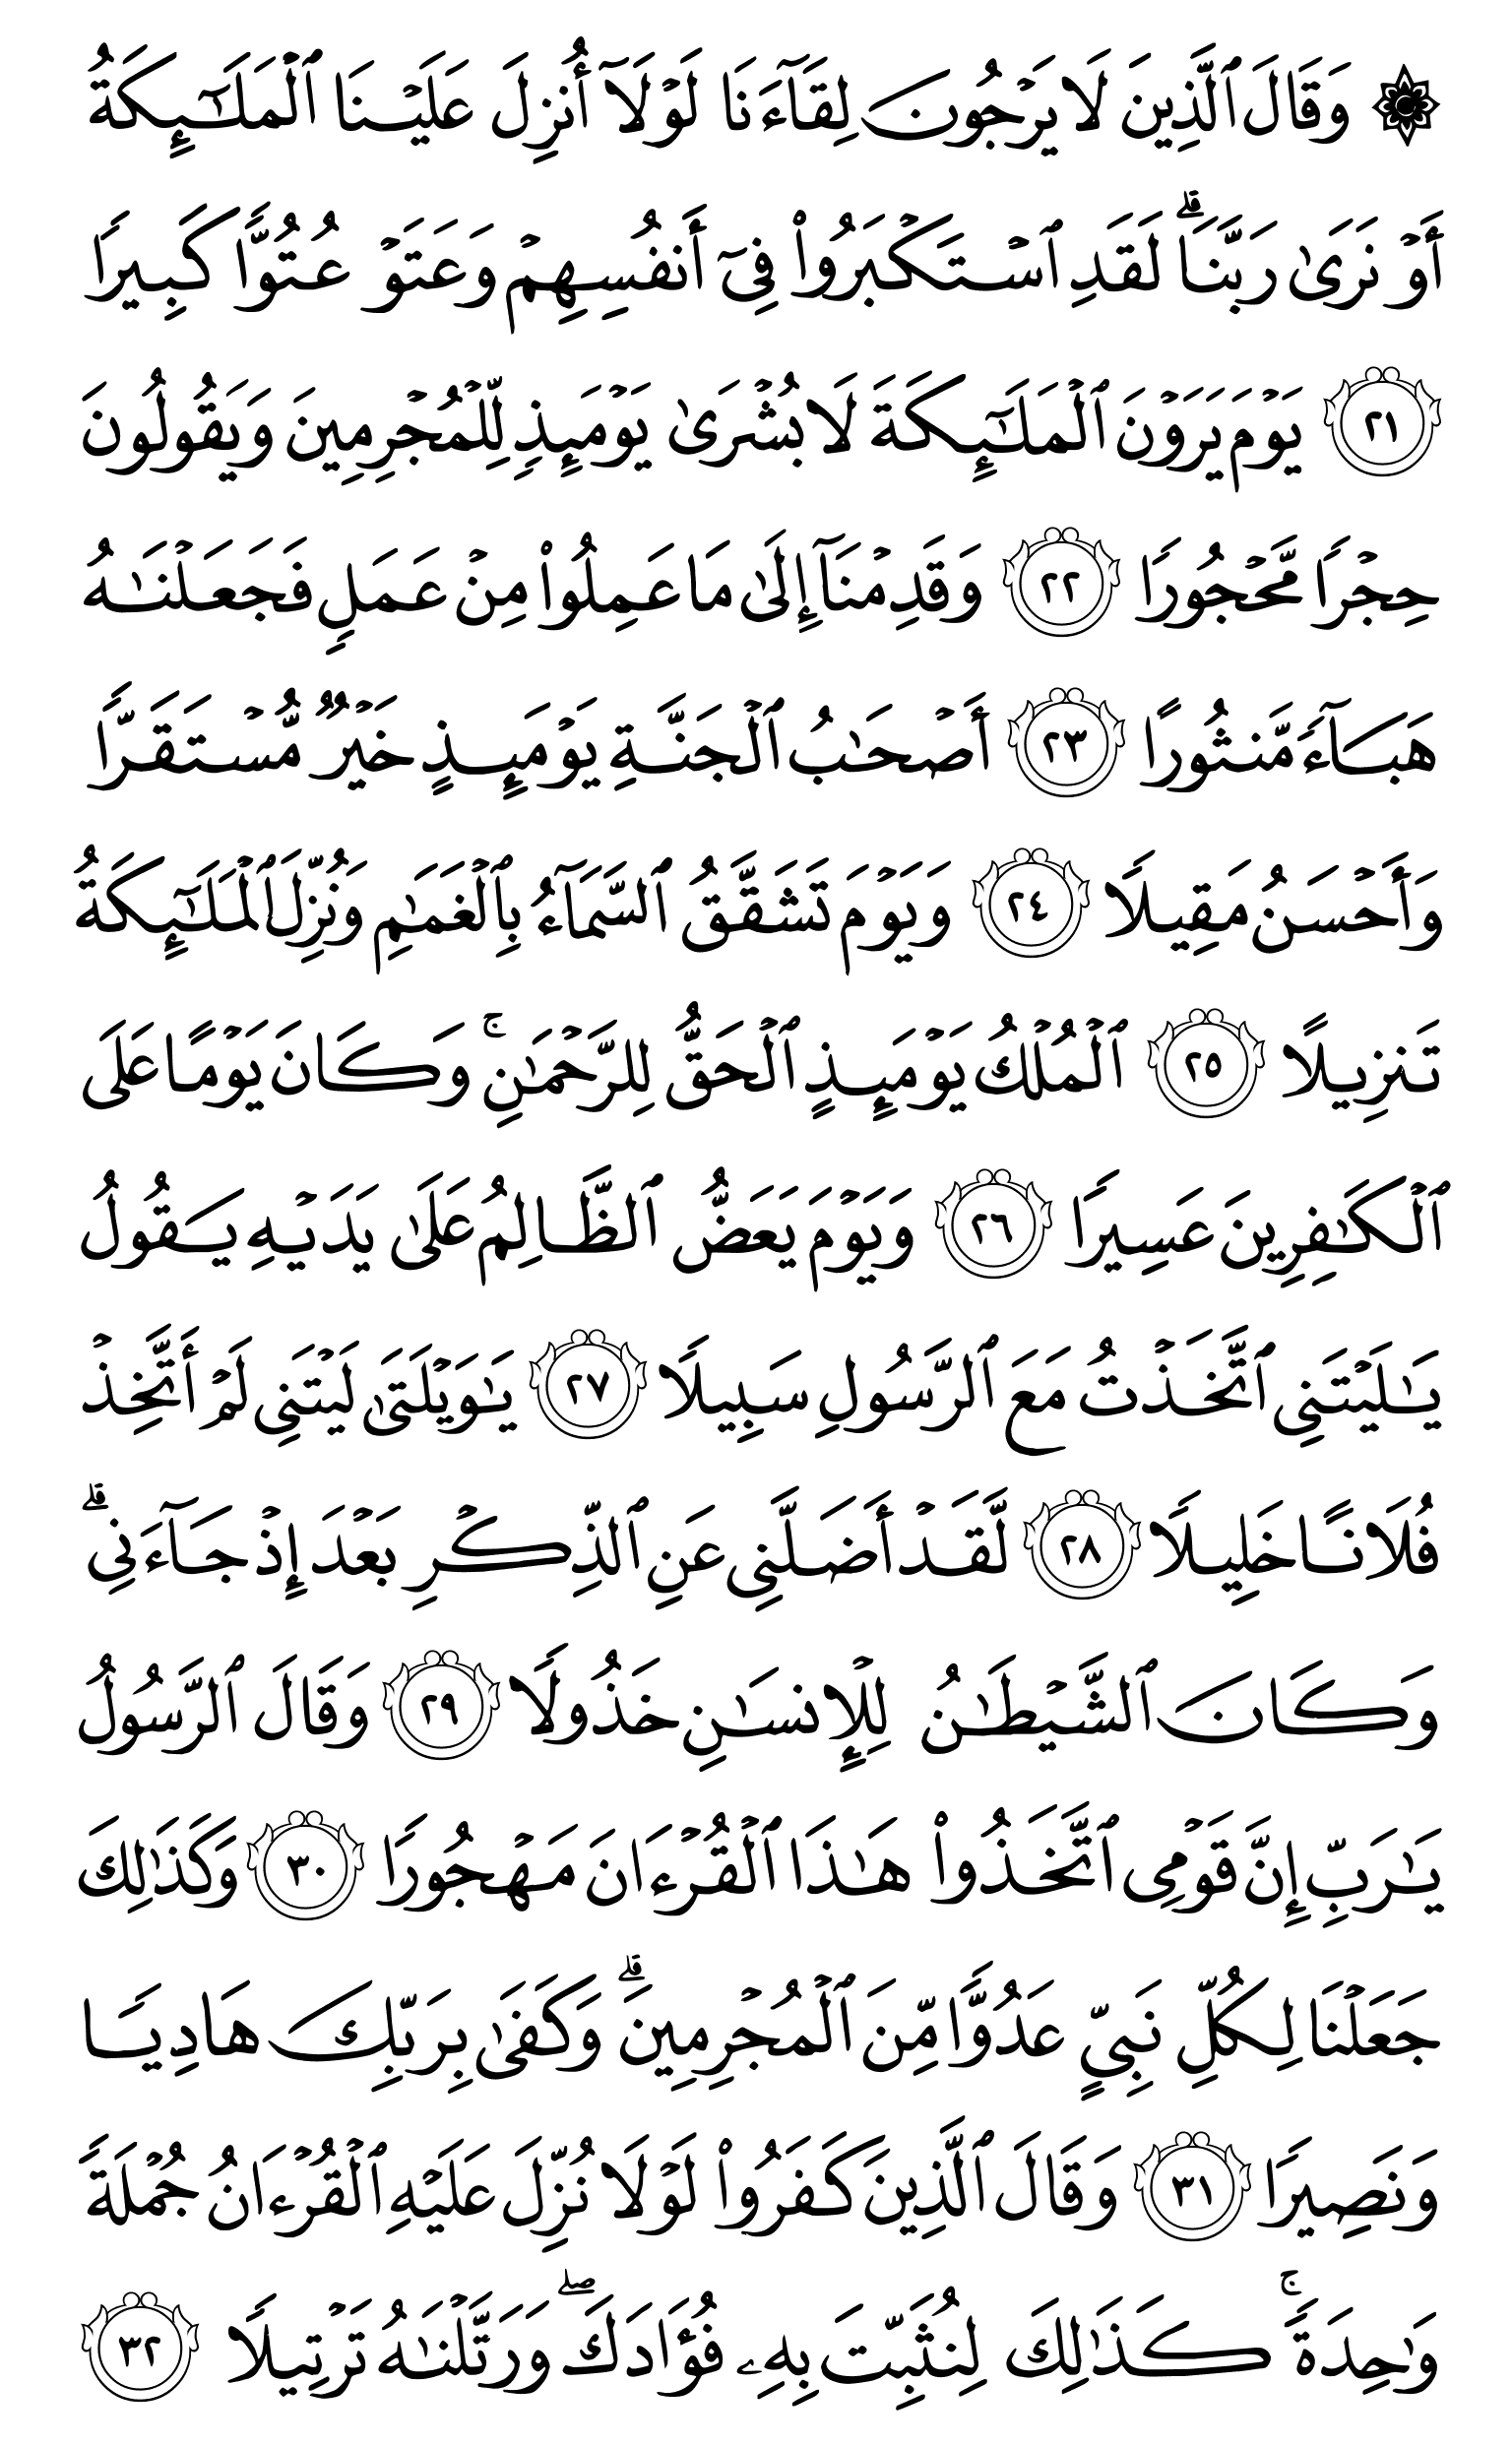 ۞ وَقَالَ ٱلَّذِينَ لَا يَرۡجُونَ لِقَآءَنَا لَوۡلَآ أُنزِلَ عَلَيۡنَا ٱلۡمَلَٰٓئِكَةُ
أَوۡ نَرَىٰ رَبَّنَاۗ لَقَدِ ٱسۡتَكۡبَرُواْ فِيٓ أَنفُسِهِمۡ وَعَتَوۡ عُتُوّٗا كَبِيرٗا
٢١ يَوۡمَ يَرَوۡنَ ٱلۡمَلَٰٓئِكَةَ لَا بُشۡرَىٰ يَوۡمَئِذٖ لِّلۡمُجۡرِمِينَ وَيَقُولُونَ
حِجۡرٗا مَّحۡجُورٗا ٢٢ وَقَدِمۡنَآ إِلَىٰ مَا عَمِلُواْ مِنۡ عَمَلٖ فَجَعَلۡنَٰهُ
هَبَآءٗ مَّنثُورًا ٢٣ أَصۡحَٰبُ ٱلۡجَنَّةِ يَوۡمَئِذٍ خَيۡرٞ مُّسۡتَقَرّٗا
وَأَحۡسَنُ مَقِيلٗا ٢٤ وَيَوۡمَ تَشَقَّقُ ٱلسَّمَآءُ بِٱلۡغَمَٰمِ وَنُزِّلَ ٱلۡمَلَٰٓئِكَةُ
تَنزِيلًا ٢٥ ٱلۡمُلۡكُ يَوۡمَئِذٍ ٱلۡحَقُّ لِلرَّحۡمَٰنِۚ وَكَانَ يَوۡمًا عَلَى
ٱلۡكَٰفِرِينَ عَسِيرٗا ٢٦ وَيَوۡمَ يَعَضُّ ٱلظَّالِمُ عَلَىٰ يَدَيۡهِ يَقُولُ
يَٰلَيۡتَنِي ٱتَّخَذۡتُ مَعَ ٱلرَّسُولِ سَبِيلٗا ٢٧ يَٰوَيۡلَتَىٰ لَيۡتَنِي لَمۡ أَتَّخِذۡ
فُلَانًا خَلِيلٗا ٢٨ لَّقَدۡ أَضَلَّنِي عَنِ ٱلذِّكۡرِ بَعۡدَ إِذۡ جَآءَنِيۗ
وَكَانَ ٱلشَّيۡطَٰنُ لِلۡإِنسَٰنِ خَذُولٗا ٢٩ وَقَالَ ٱلرَّسُولُ
يَٰرَبِّ إِنَّ قَوۡمِي ٱتَّخَذُواْ هَٰذَا ٱلۡقُرۡءَانَ مَهۡجُورٗا ٣٠ وَكَذَٰلِكَ
جَعَلۡنَا لِكُلِّ نَبِيٍّ عَدُوّٗا مِّنَ ٱلۡمُجۡرِمِينَۗ وَكَفَىٰ بِرَبِّكَ هَادِيٗا
وَنَصِيرٗا ٣١ وَقَالَ ٱلَّذِينَ كَفَرُواْ لَوۡلَا نُزِّلَ عَلَيۡهِ ٱلۡقُرۡءَانُ جُمۡلَةٗ
وَٰحِدَةٗۚ كَذَٰلِكَ لِنُثَبِّتَ بِهِۦ فُؤَادَكَۖ وَرَتَّلۡنَٰهُ تَرۡتِيلٗا ٣٢